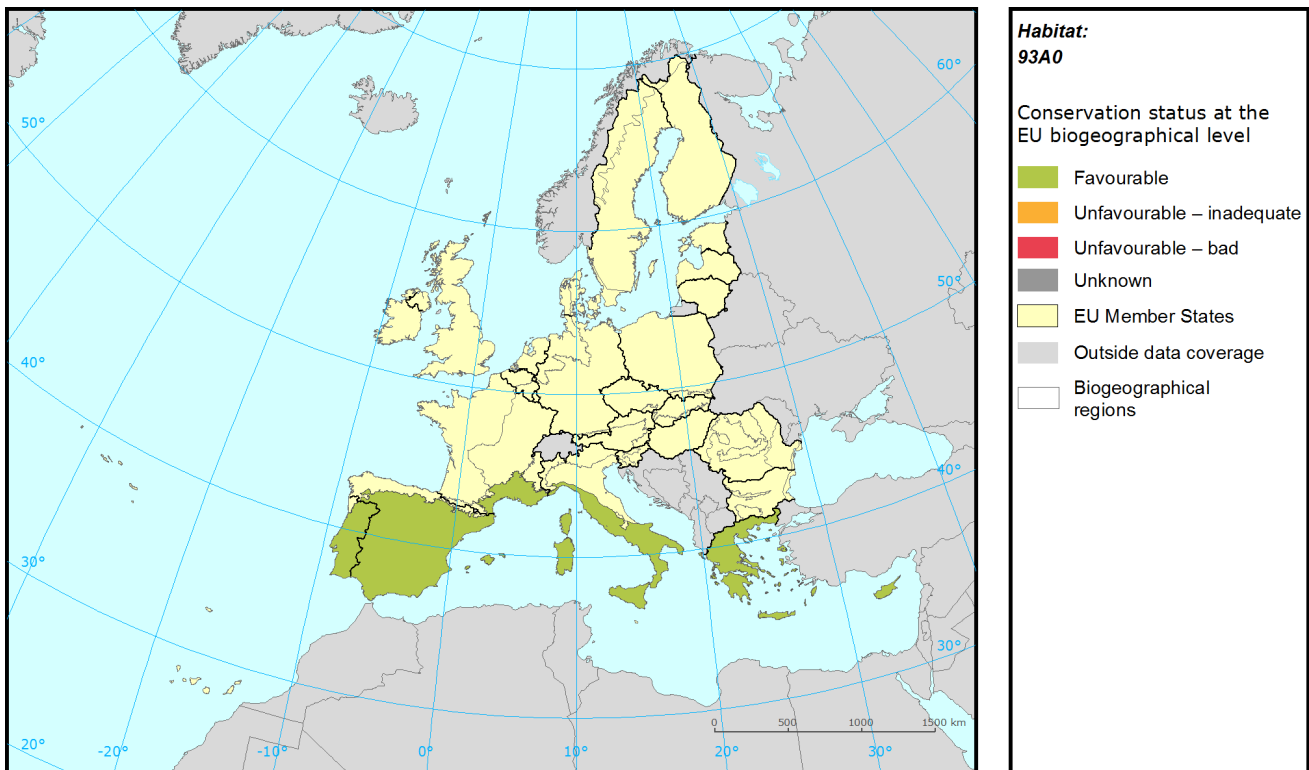 60°
50°
50°
40°
40°
30°
30°
20°
-20°
-10°
0°
10°
20°
30°
0
500
1000
1500 km
Habitat:
93A0
Conservation status at the
EU biogeographical level
Favourable
Unfavourable – inadequate
Unfavourable – bad
Unknown
EU Member States
Outside data coverage
Biogeographical
regions